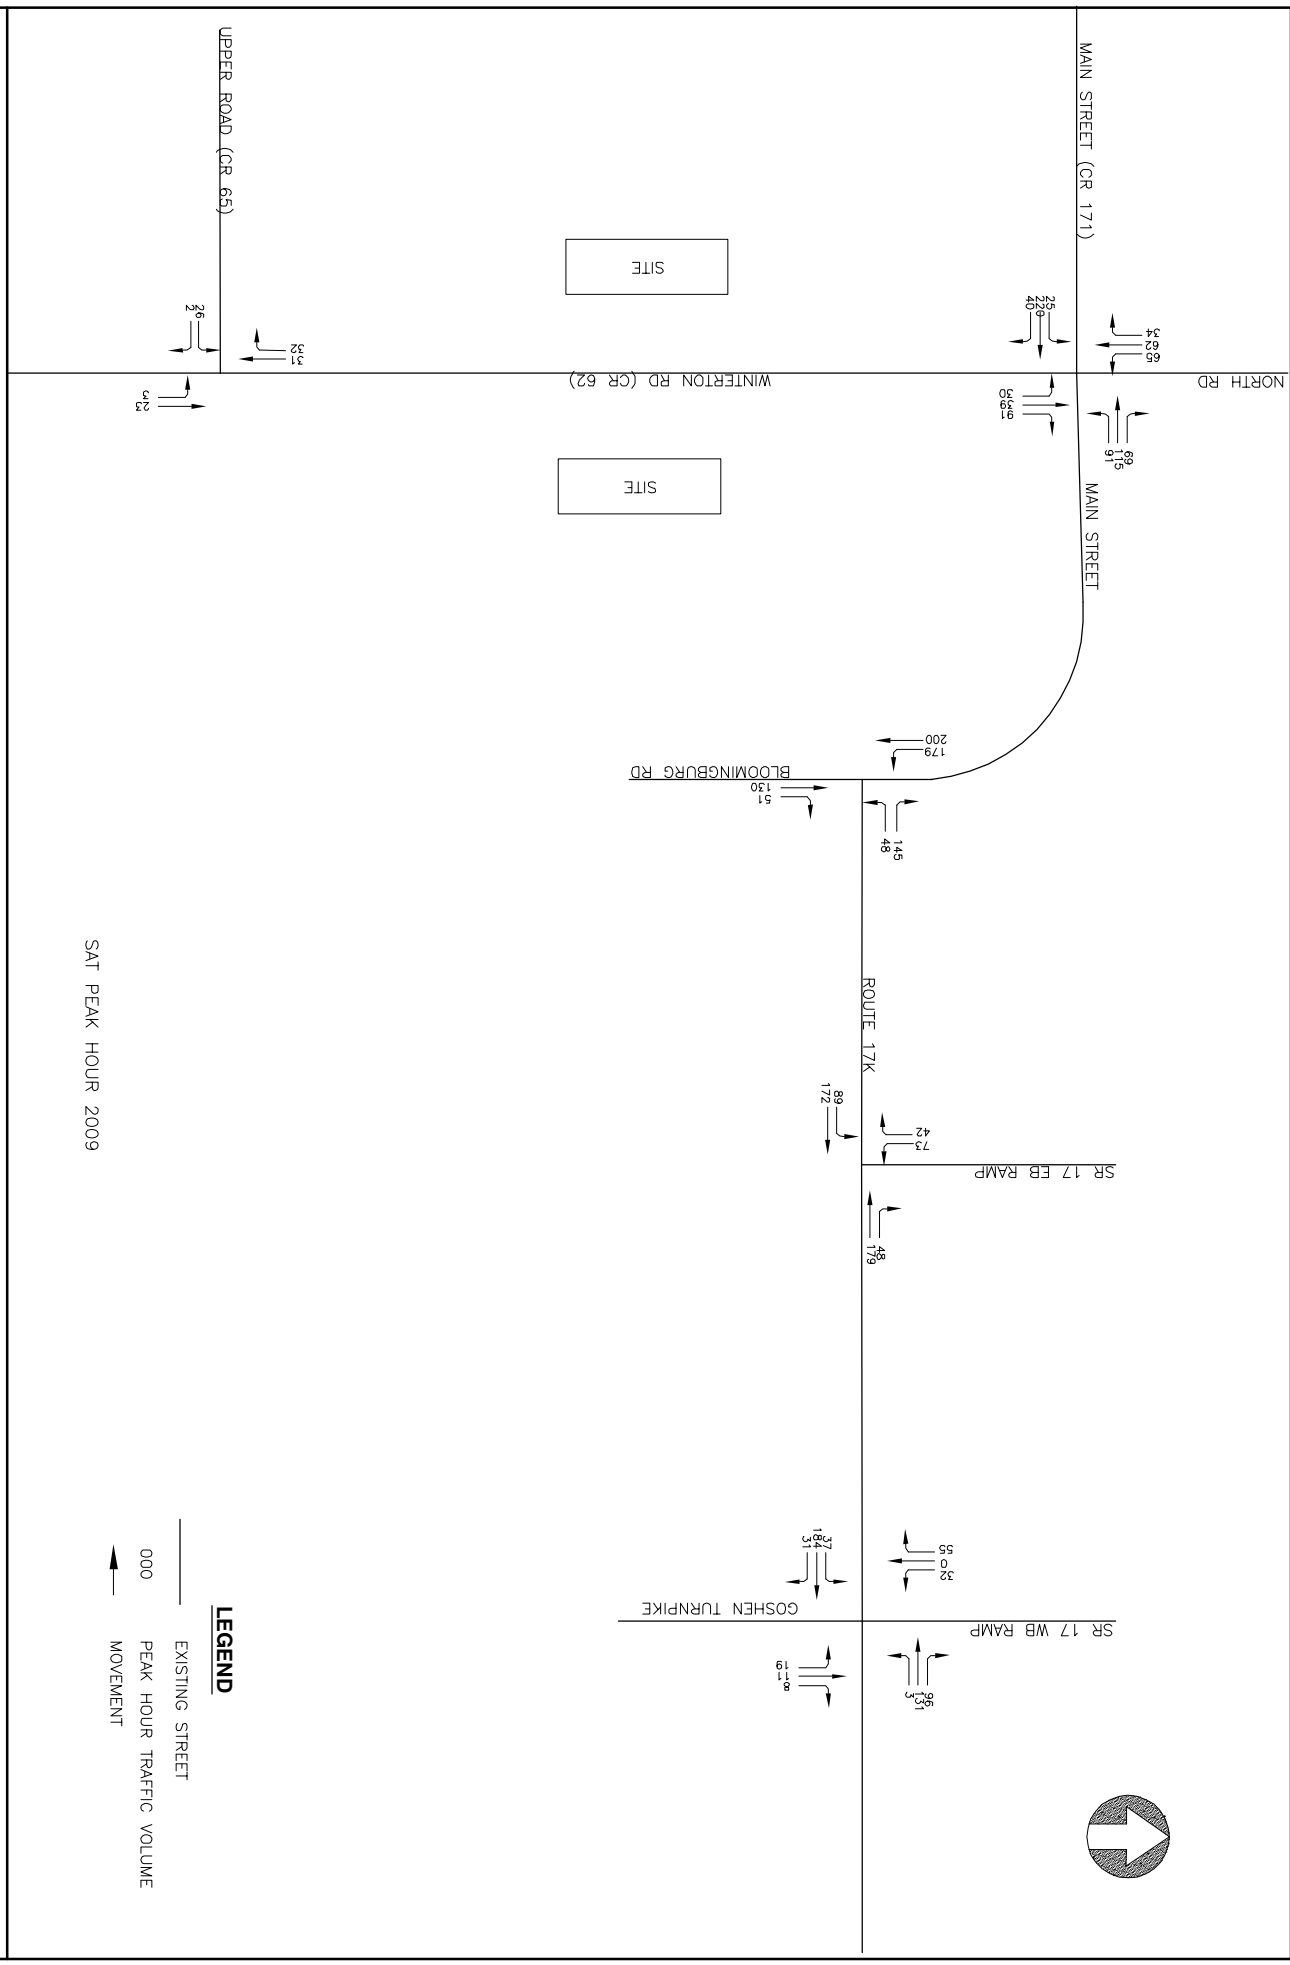 UPPER ROAD (CR 65)
MAIN STREET (CR 171)
SITE
26
2
32
31
3
23
WINTERTON RD (CR 62)
25
220
40
34
62
65
NORTH RD
30
39
91
69
115
91
SITE
MAIN STREET
200
179
BLOOMINGBURG RD
130
51
145
48
ROUTE 17K
89
172
42
73
SR 17 EB RAMP
48
179
37
184
31
55
0
32
GOSHEN TURNPIKE
SR 17 WB RAMP
19
11
8
96
131
3
SAT PEAK HOUR 2009
LEGEND
EXISTING STREET
000 PEAK HOUR TRAFFIC VOLUME
MOVEMENT